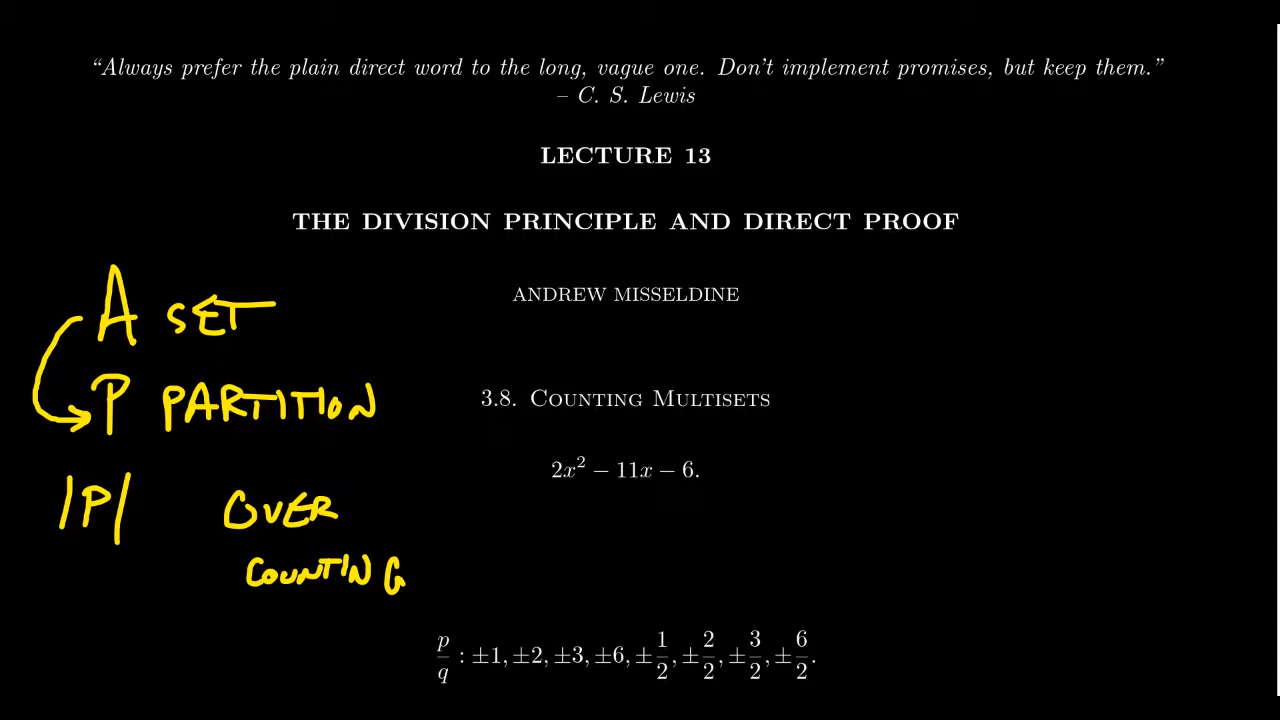 “Always prefer the plain direct word to the long, vague one. Don’t implement promises, but keep them.”
– C. S. Lewis
LECTURE 13
THE DIVISION PRINCIPLE AND DIRECT PROOF
ANDREW MISSELDINE
A SET
P PARTITION
3.8. Counting Multisets
2x² − 11x − 6.
|P| OVER
COUNTING
p/q : ±1, ±2, ±3, ±6, ±1/2, ±2/2, ±3/2, ±6/2.